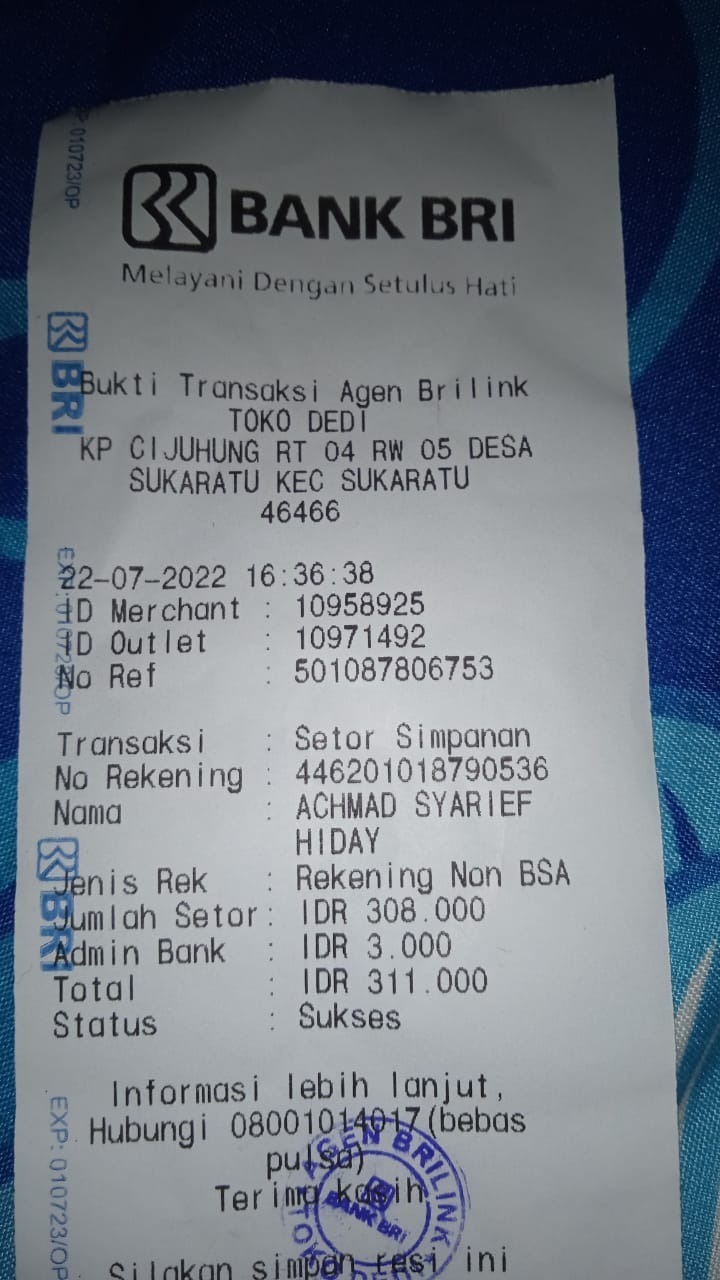 BANK BRI
Melayani Dengan Setulus Hati
Bukti Transaksi Agen Brilink
TOKO DEDI
KP CIJUHUNG RT 04 RW 05 DESA
SUKARATU KEC SUKARATU
46466
22-07-2022 16:36:38
ID Merchant : 10958925
TD Outlet : 10971492
No Ref : 501087806753
Transaksi : Setor Simpanan
No Rekening : 446201018790536
Nama : ACHMAD SYARIEF
HIDAY
Jenis Rek : Rekening Non BSA
Jumlah Setor: IDR 308.000
Admin Bank : IDR 3.000
Total : IDR 311.000
Status : Sukses
Informasi lebih lanjut,
Hubungi 08001014017(bebas
pulsa)
Terima kasih
Silakan simpan resi ini
010723/OP
BRI
EXP: 010723/OP
BRI
EXP: 010723/OP
AGEN BRILINK
BANK BRI